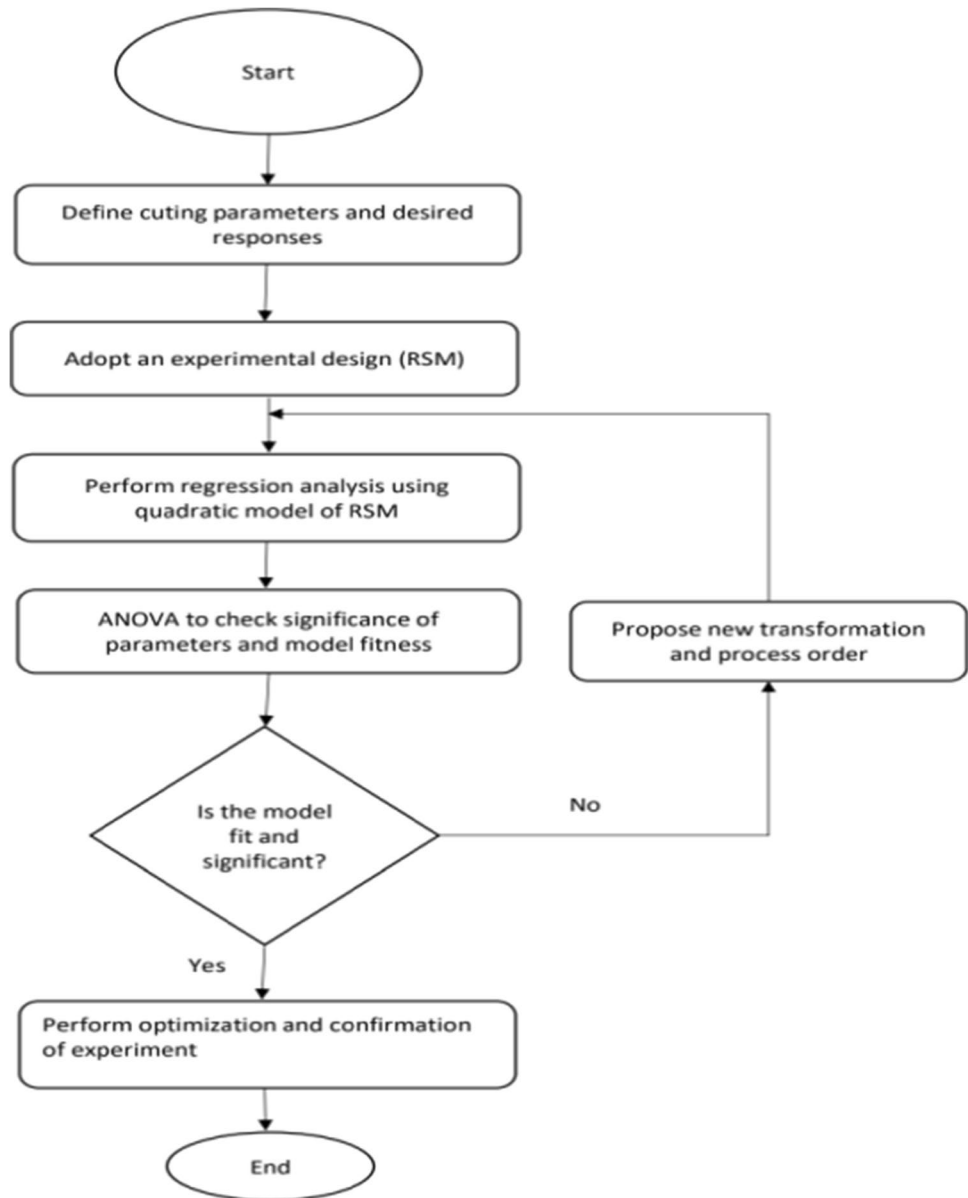 Start
Define cuting parameters and desired
responses
Adopt an experimental design (RSM)
Perform regression analysis using
quadratic model of RSM
ANOVA to check significance of
parameters and model fitness
Propose new transformation
and process order
Is the model
fit and
significant?
No
Yes
Perform optimization and confirmation
of experiment
End